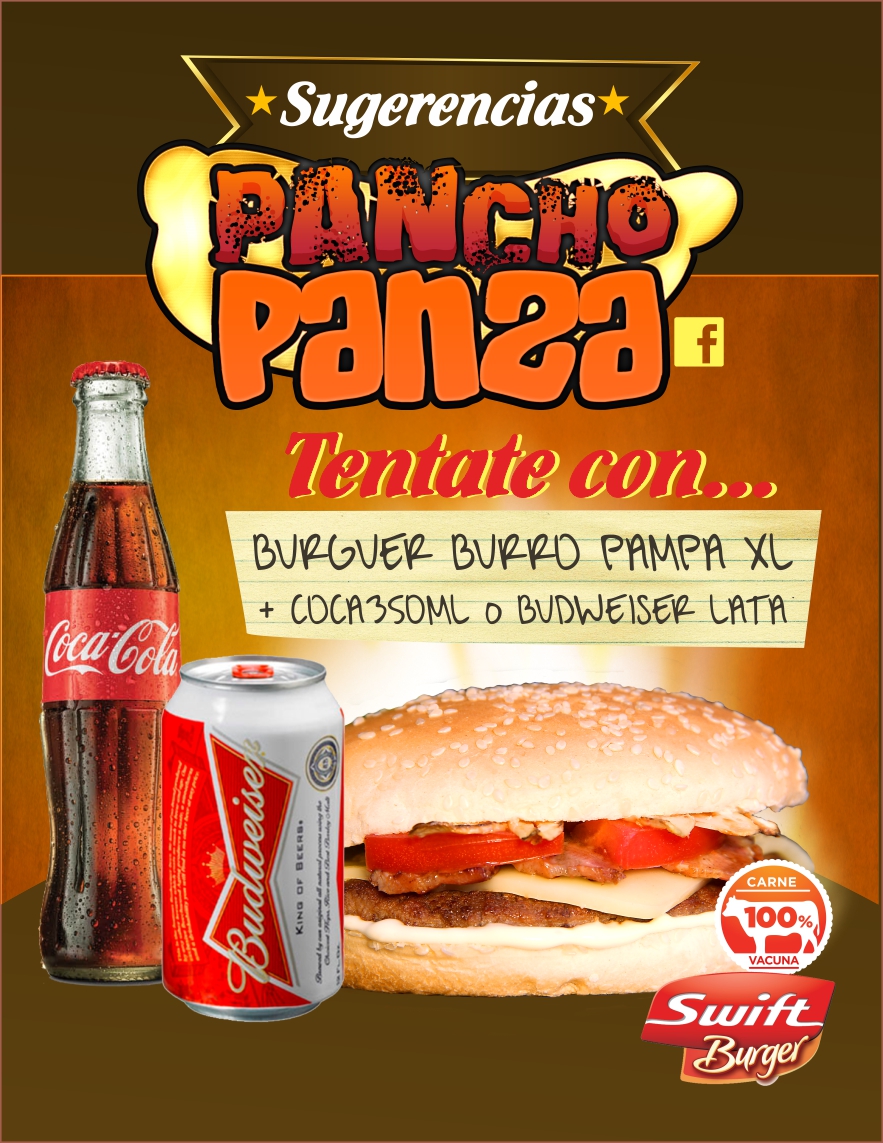 Sugerencias
PANCHO
Panza
f
Tentate con...
BURGUER BURRO PAMPA XL
+ COCA350ML o BUDWEISER LATA
Coca-Cola
Budweiser
KING OF BEERS®
CARNE
100%
VACUNA
Swift
Burger